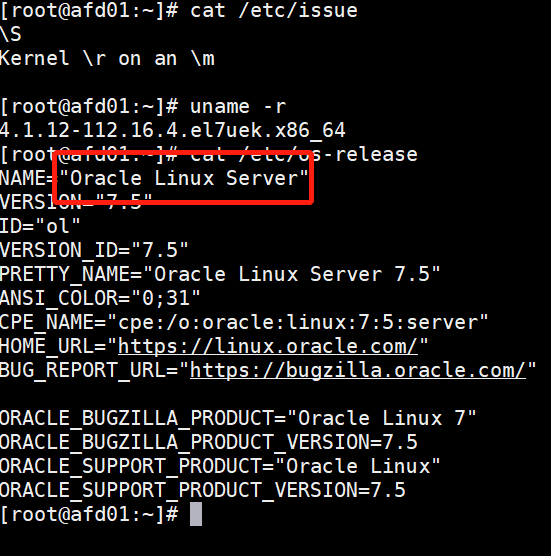 [root@afd01:~]# cat /etc/issue
\S
Kernel \r on an \m
[root@afd01:~]# uname -r
4.1.12-112.16.4.el7uek.x86_64
[root@afd01:~]# cat /etc/os-release
NAME="Oracle Linux Server"
VERSION="7.5"
ID="ol"
VERSION_ID="7.5"
PRETTY_NAME="Oracle Linux Server 7.5"
ANSI_COLOR="0;31"
CPE_NAME="cpe:/o:oracle:linux:7:5:server"
HOME_URL="https://linux.oracle.com/"
BUG_REPORT_URL="https://bugzilla.oracle.com/"
ORACLE_BUGZILLA_PRODUCT="Oracle Linux 7"
ORACLE_BUGZILLA_PRODUCT_VERSION=7.5
ORACLE_SUPPORT_PRODUCT="Oracle Linux"
ORACLE_SUPPORT_PRODUCT_VERSION=7.5
[root@afd01:~]#